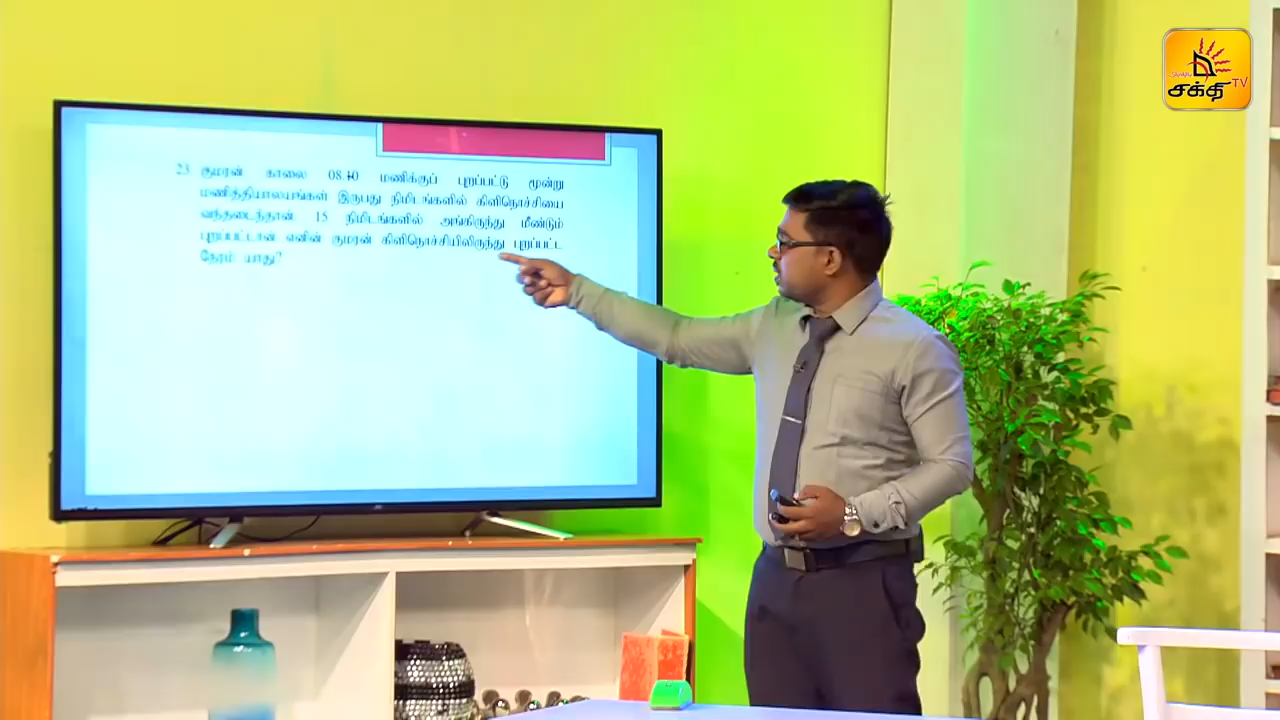 சக்தி TV
23. குமரன் காலை 08.40 மணிக்குப் புறப்பட்டு மூன்று
மணித்தியாலயங்கள் இருபது நிமிடங்களில் கிளிநொச்சியை
வந்தடைந்தான். 15 நிமிடங்களில் அங்கிருந்து மீண்டும்
புறப்பட்டான் எனின் குமரன் கிளிநொச்சியிலிருந்து புறப்பட்ட
நேரம் யாது?